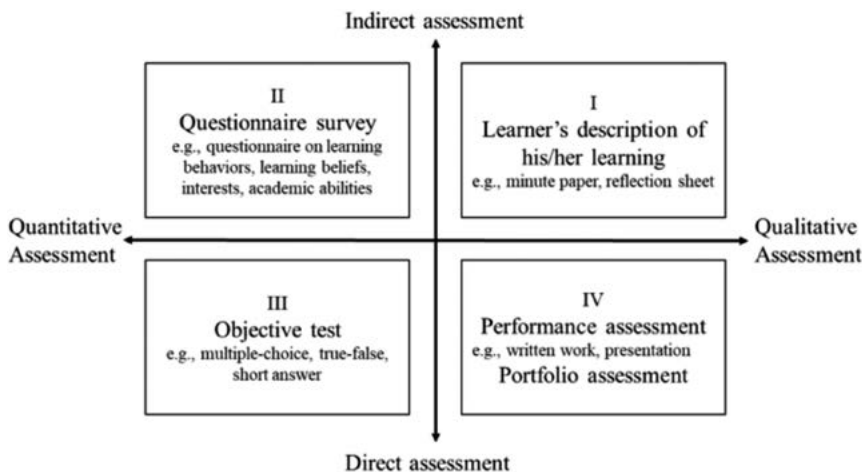 Indirect assessment
II
Questionnaire survey
e.g., questionnaire on learning
behaviors, learning beliefs,
interests, academic abilities
I
Learner's description of
his/her learning
e.g., minute paper, reflection sheet
Quantitative
Assessment
Qualitative
Assessment
III
Objective test
e.g., multiple-choice, true-false,
short answer
IV
Performance assessment
e.g., written work, presentation
Portfolio assessment
Direct assessment